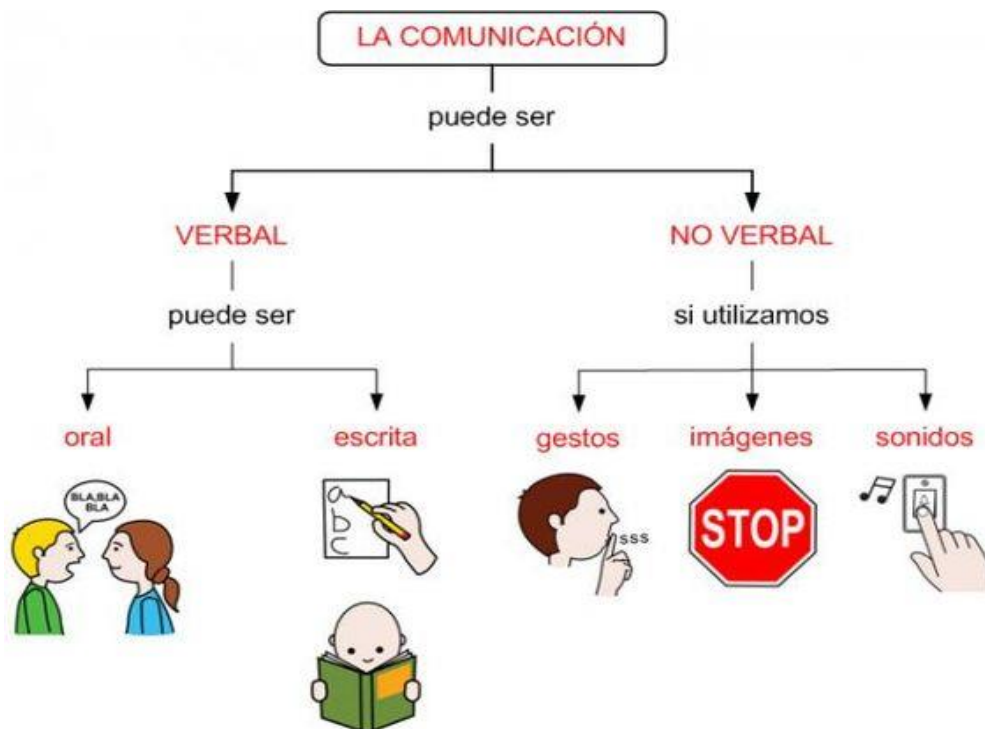 LA COMUNICACIÓN
puede ser
VERBAL
NO VERBAL
puede ser
si utilizamos
oral
escrita
gestos
imágenes
sonidos
BLA,BLA
BLA
a
b
c
sss
STOP